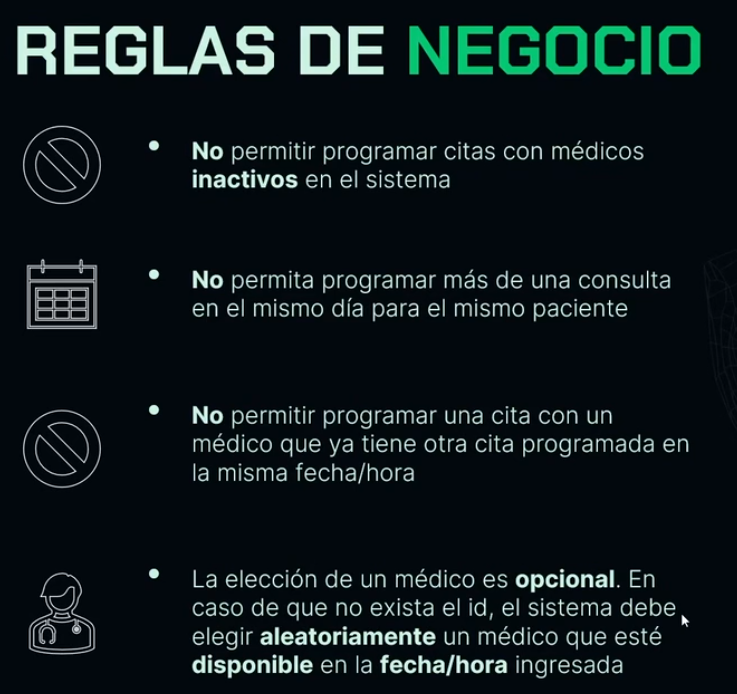 REGLAS DE NEGOCIO
• No permitir programar citas con médicos
inactivos en el sistema
• No permita programar más de una consulta
en el mismo día para el mismo paciente
• No permitir programar una cita con un
médico que ya tiene otra cita programada en
la misma fecha/hora
• La elección de un médico es opcional. En
caso de que no exista el id, el sistema debe
elegir aleatoriamente un médico que esté
disponible en la fecha/hora ingresada